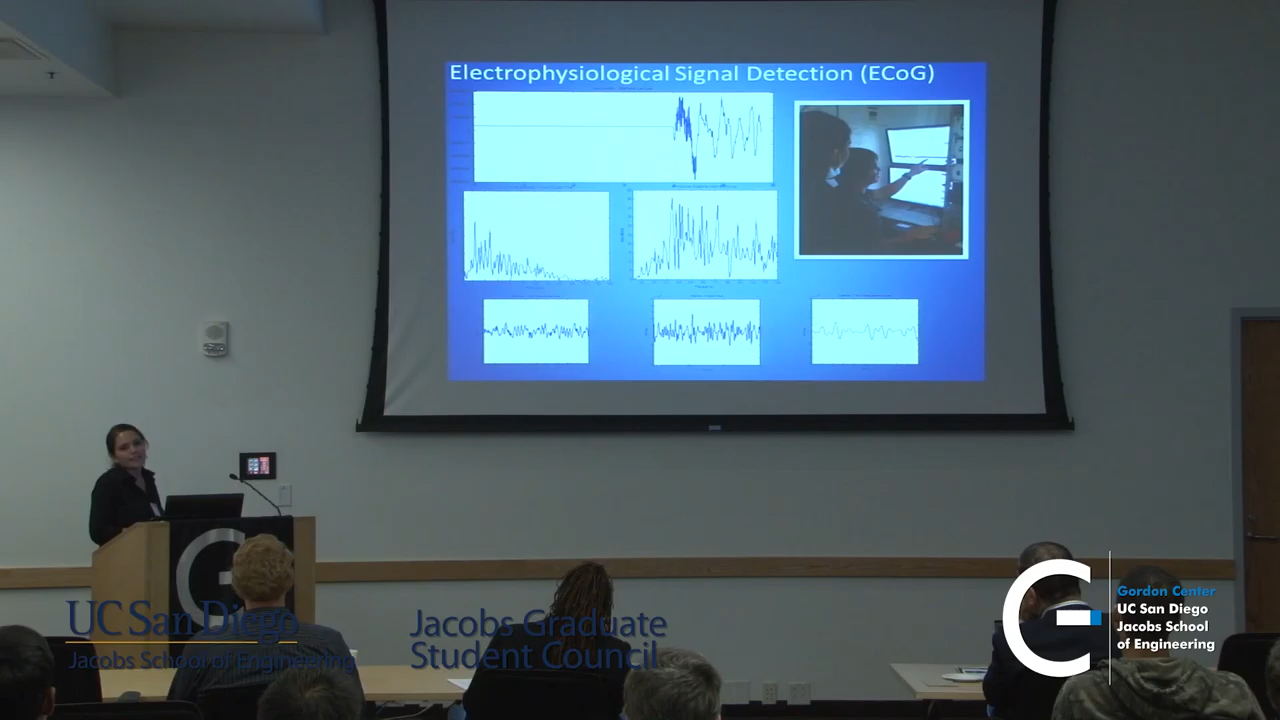 Electrophysiological Signal Detection (ECoG)
UC San Diego
Jacobs School of Engineering
Jacobs Graduate
Student Council
Gordon Center
UC San Diego
Jacobs School
of Engineering